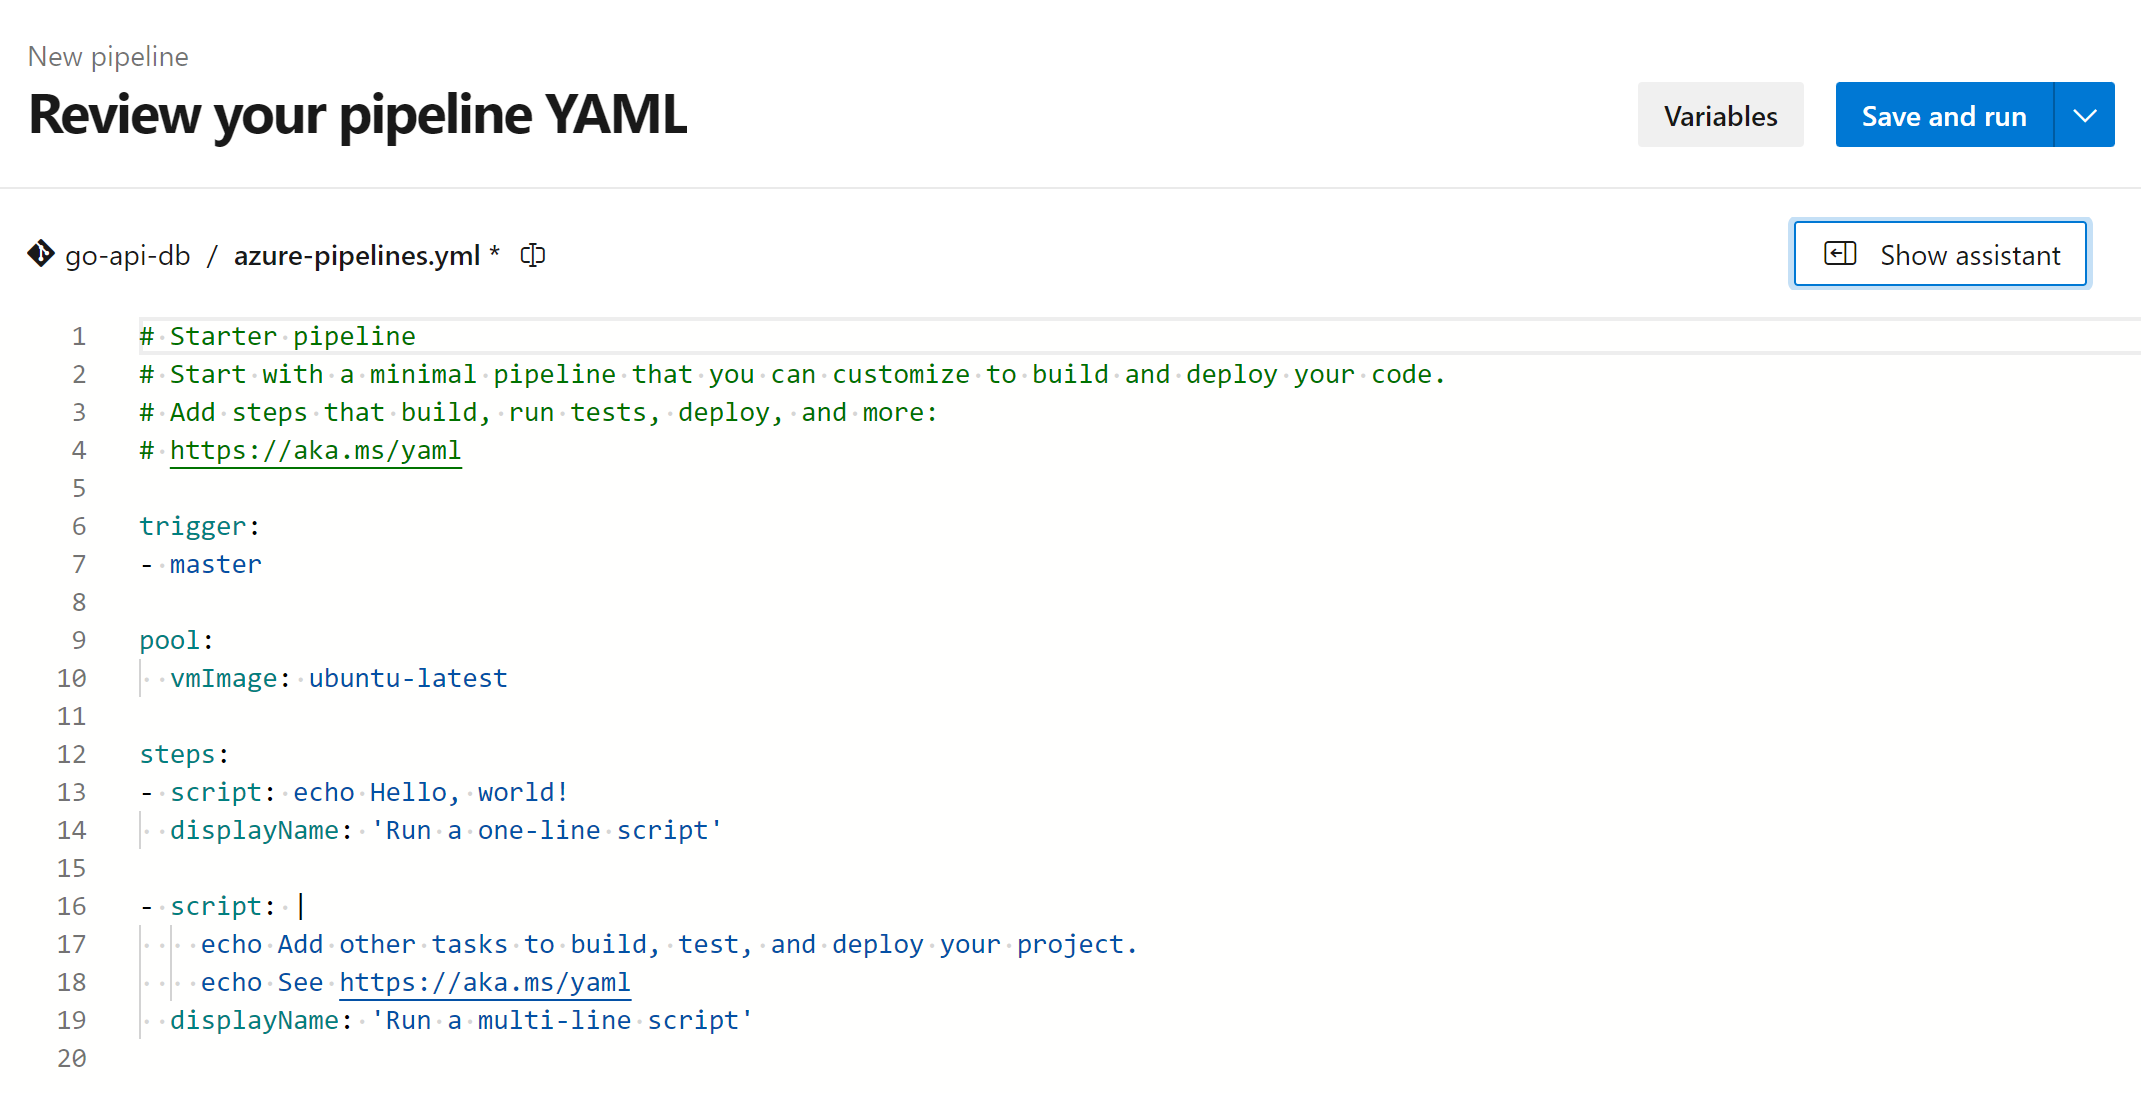 New pipeline
Review your pipeline YAML
Variables
Save and run
go-api-db / azure-pipelines.yml *
Show assistant
1 # Starter pipeline
2 # Start with a minimal pipeline that you can customize to build and deploy your code.
3 # Add steps that build, run tests, deploy, and more:
4 # https://aka.ms/yaml
5
6 trigger:
7 - master
8
9 pool:
10   vmImage: ubuntu-latest
11
12 steps:
13 - script: echo Hello, world!
14   displayName: 'Run a one-line script'
15
16 - script: |
17     echo Add other tasks to build, test, and deploy your project.
18     echo See https://aka.ms/yaml
19   displayName: 'Run a multi-line script'
20